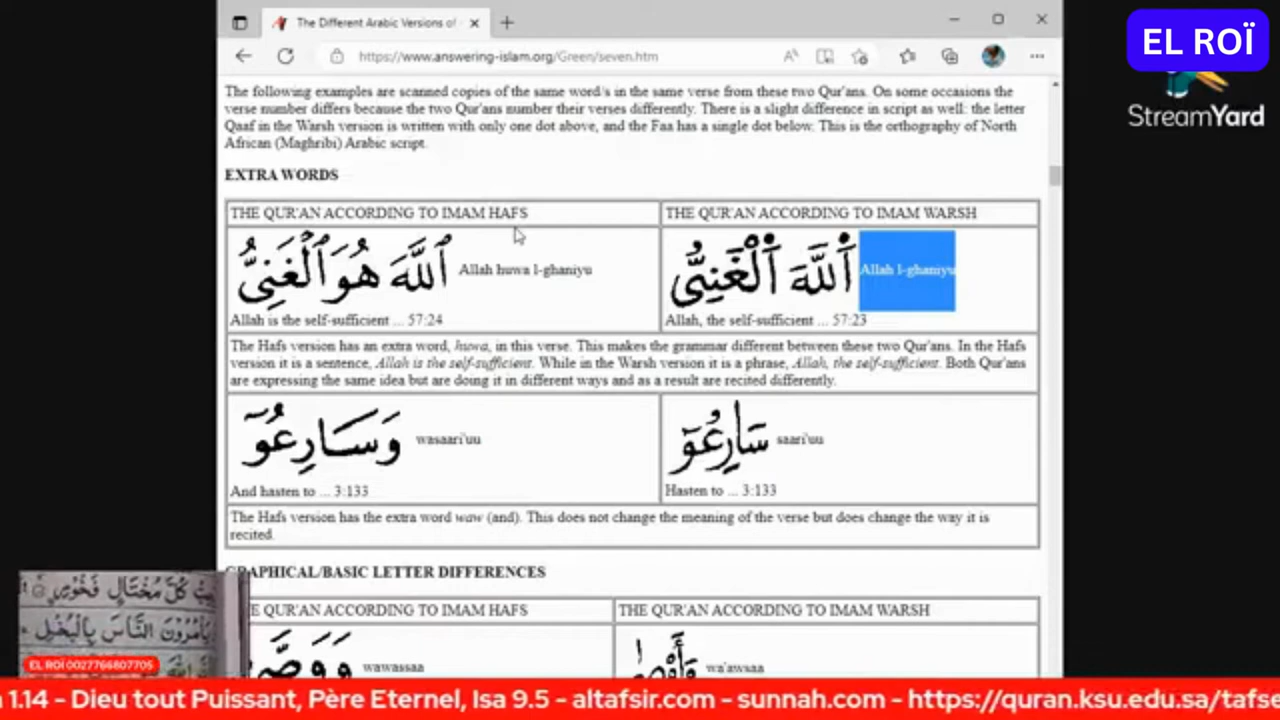 The Different Arabic Versions of
EL ROÏ
https://www.answering-islam.org/Green/seven.htm
StreamYard
The following examples are scanned copies of the same word/s in the same verse from these two Qur'ans. On some occasions the
verse number differs because the two Qur'ans number their verses differently. There is a slight difference in script as well: the letter
Qaaf in the Warsh version is written with only one dot above, and the Faa has a single dot below. This is the orthography of North
African (Maghribi) Arabic script.
EXTRA WORDS
THE QUR'AN ACCORDING TO IMAM HAFS
THE QUR'AN ACCORDING TO IMAM WARSH
ٱللَّهَ هُوَ ٱلْغَنِىُّ Allah huwa l-ghaniyu
ٱللَّهَ ٱلْغَنِىُّ Allah l-ghaniyu
Allah is the self-sufficient ... 57:24
Allah, the self-sufficient ... 57:23
The Hafs version has an extra word, huwa, in this verse. This makes the grammar different between these two Qur'ans. In the Hafs
version it is a sentence, Allah is the self-sufficient. While in the Warsh version it is a phrase, Allah, the self-sufficient. Both Qur'ans
are expressing the same idea but are doing it in different ways and as a result are recited differently.
وَسَارِعُوٓ wasaari'uu
سَارِعُوٓ saari'uu
And hasten to ... 3:133
Hasten to ... 3:133
The Hafs version has the extra word waw (and). This does not change the meaning of the verse but does change the way it is
recited.
GRAPHICAL/BASIC LETTER DIFFERENCES
E QUR'AN ACCORDING TO IMAM HAFS
THE QUR'AN ACCORDING TO IMAM WARSH
وَوَصَّ wawassaa
wa'awsaa
كُلَّ مُخْتَالٍ فَخُورٍ
يَأْمُرُونَ النَّاسَ بِالْبُخْلِ
EL ROÏ 0027766807705
1.14 - Dieu tout Puissant, Père Eternel, Isa 9.5 - altafsir.com - sunnah.com - https://quran.ksu.edu.sa/tafse